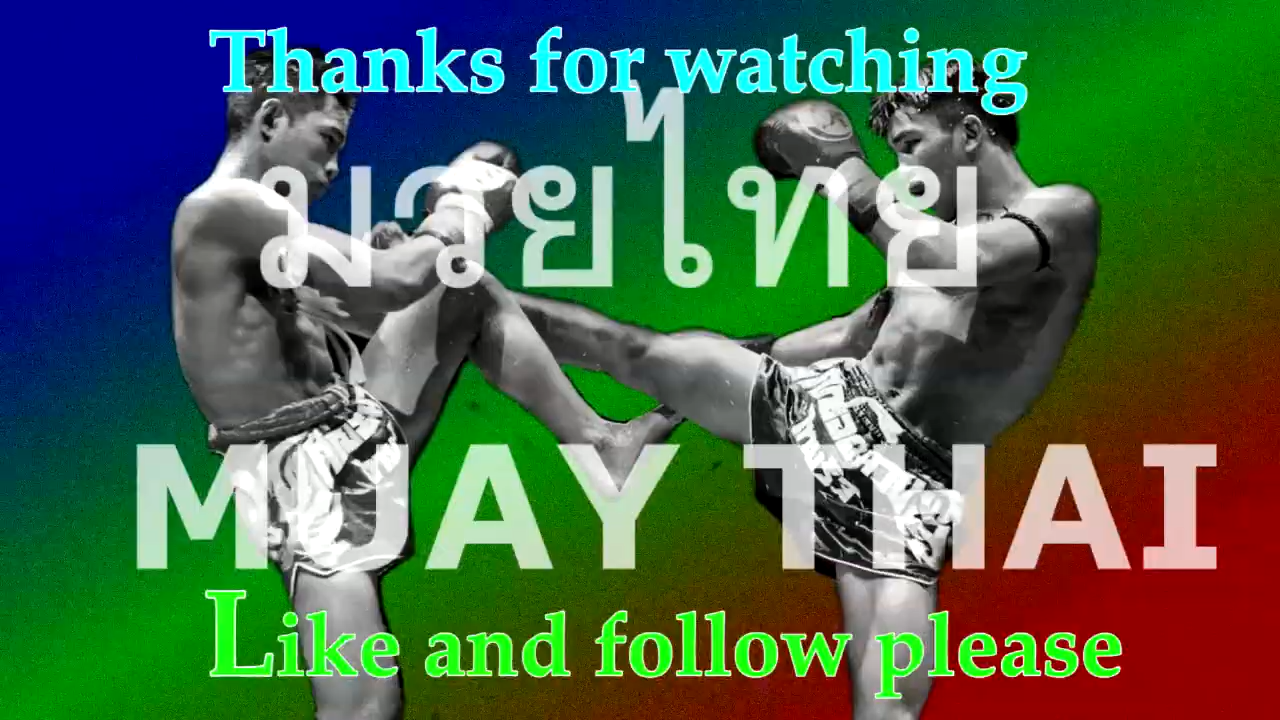 Thanks for watching
มวยไทย
MUAY THAI
Like and follow please